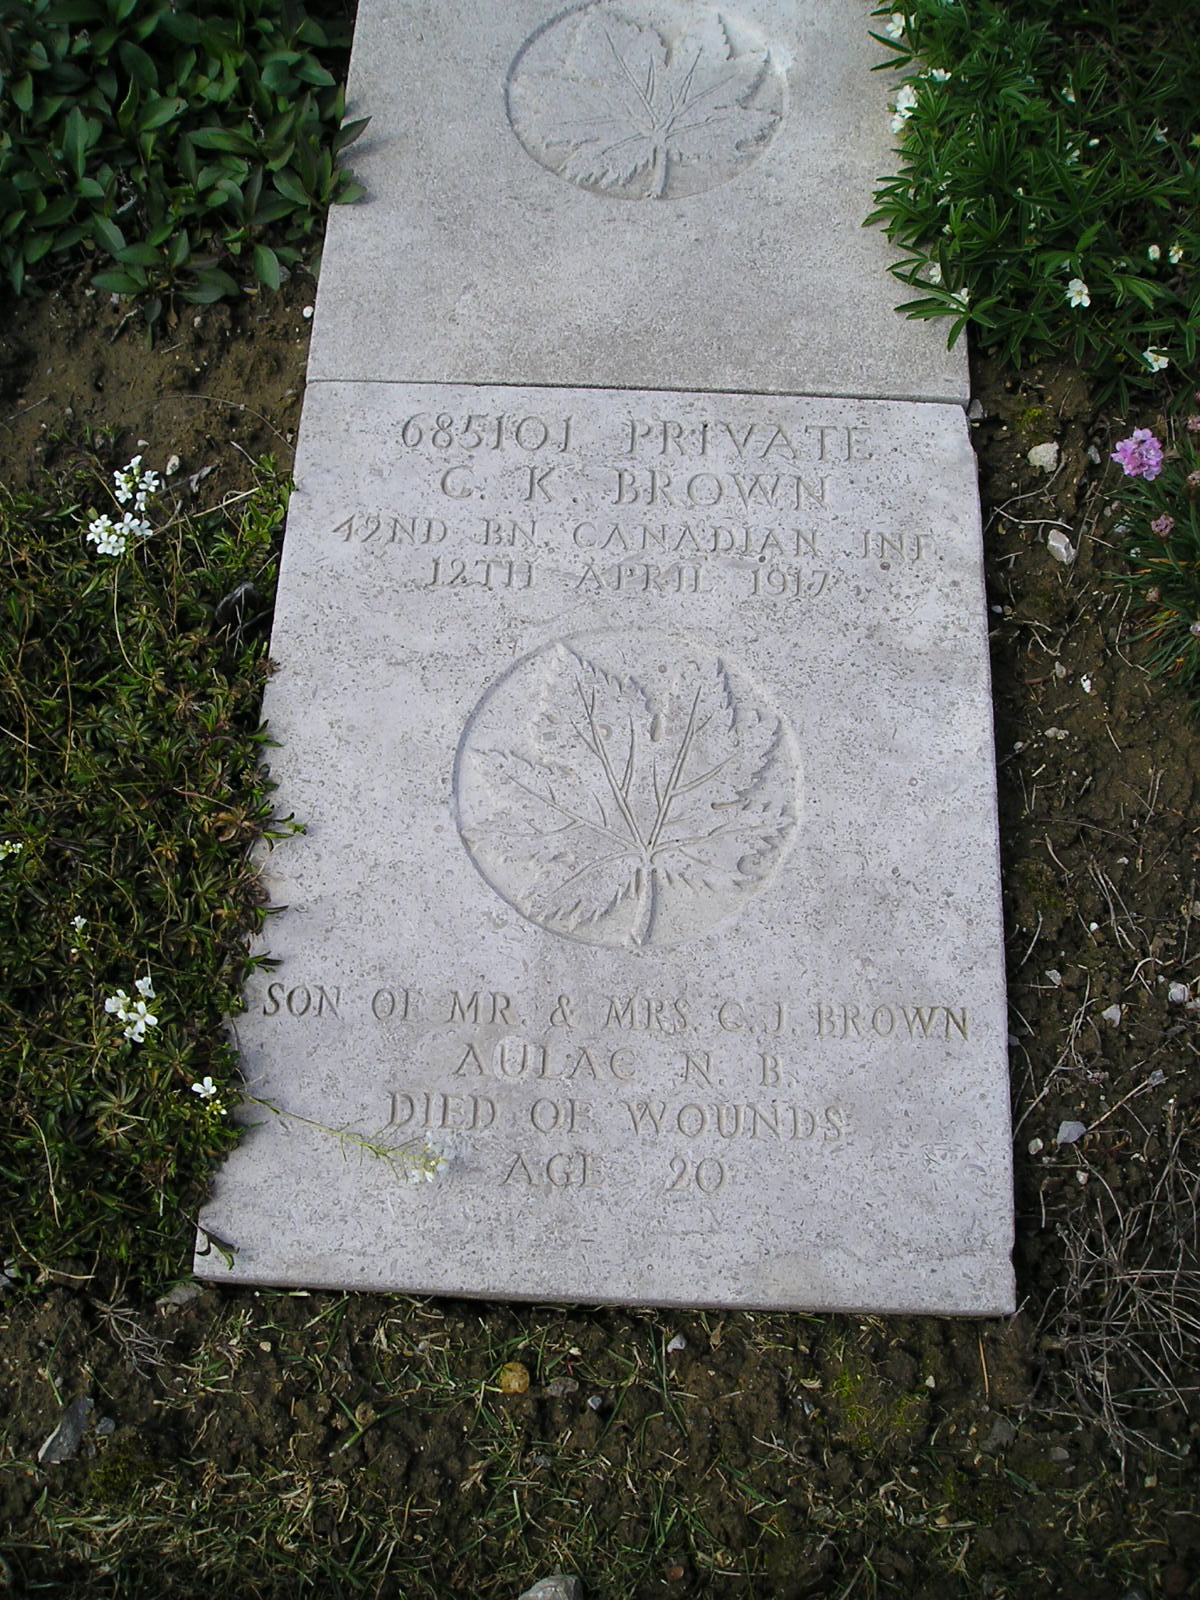 685101 PRIVATE
C. K. BROWN
42ND BN. CANADIAN INF.
12TH APRIL 1917
SON OF MR. & MRS. C. J. BROWN
AULAC N. B.
DIED OF WOUNDS
AGE 20